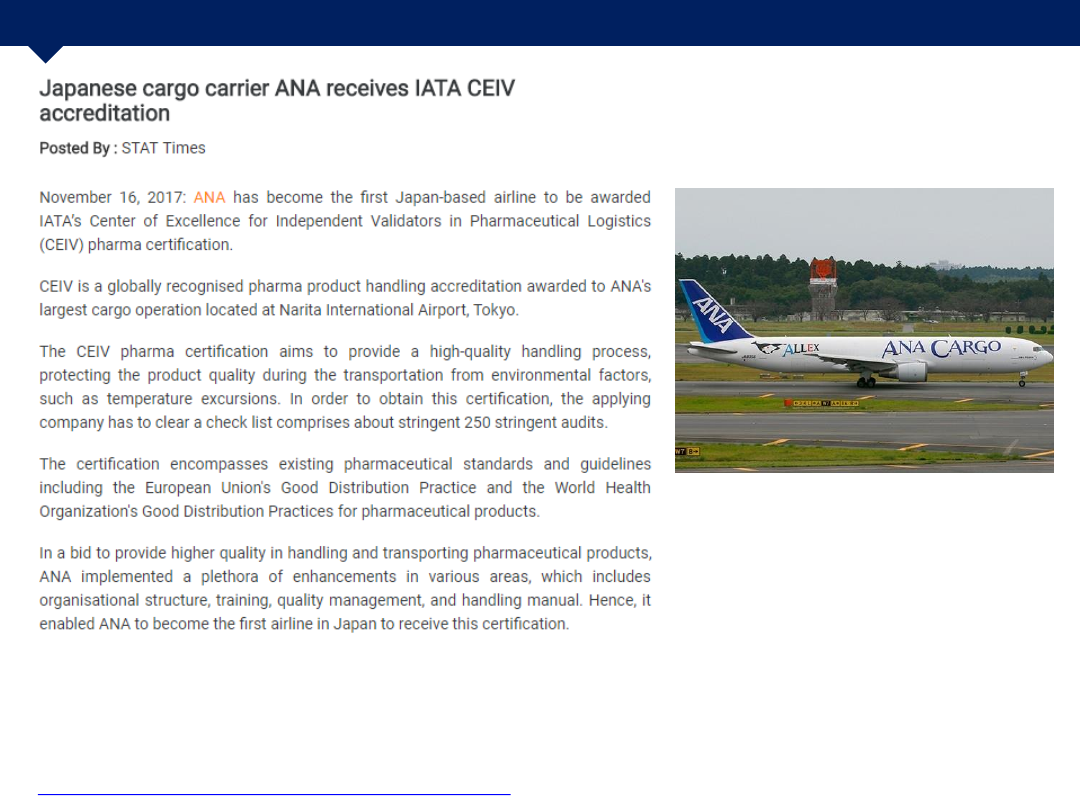 Japanese cargo carrier ANA receives IATA CEIV
accreditation
Posted By : STAT Times
November 16, 2017: ANA has become the first Japan-based airline to be awarded
IATA's Center of Excellence for Independent Validators in Pharmaceutical Logistics
(CEIV) pharma certification.
CEIV is a globally recognised pharma product handling accreditation awarded to ANA's
largest cargo operation located at Narita International Airport, Tokyo.
The CEIV pharma certification aims to provide a high-quality handling process,
protecting the product quality during the transportation from environmental factors,
such as temperature excursions. In order to obtain this certification, the applying
company has to clear a check list comprises about stringent 250 stringent audits.
The certification encompasses existing pharmaceutical standards and guidelines
including the European Union's Good Distribution Practice and the World Health
Organization's Good Distribution Practices for pharmaceutical products.
In a bid to provide higher quality in handling and transporting pharmaceutical products,
ANA implemented a plethora of enhancements in various areas, which includes
organisational structure, training, quality management, and handling manual. Hence, it
enabled ANA to become the first airline in Japan to receive this certification.
ANA
ALLEX
ANA CARGO
W7 B→